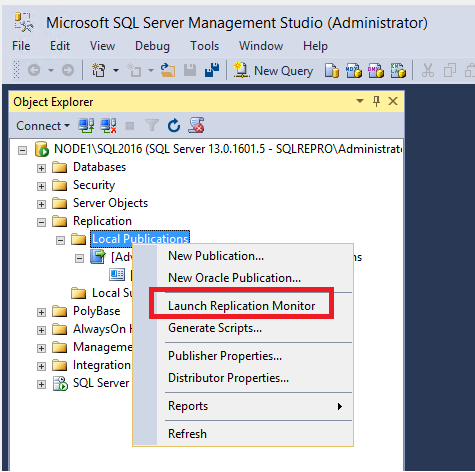 Microsoft SQL Server Management Studio (Administrator)
File Edit View Debug Tools Window Help
New Query
Object Explorer
Connect
NODE1\SQL2016 (SQL Server 13.0.1601.5 - SQLREPRO\Administrato
Databases
Security
Server Objects
Replication
Local Publications
[Adv
ns
[
Local Su
PolyBase
AlwaysOn H
Manageme
Integration
SQL Server
New Publication...
New Oracle Publication...
Launch Replication Monitor
Generate Scripts...
Publisher Properties...
Distributor Properties...
Reports
Refresh